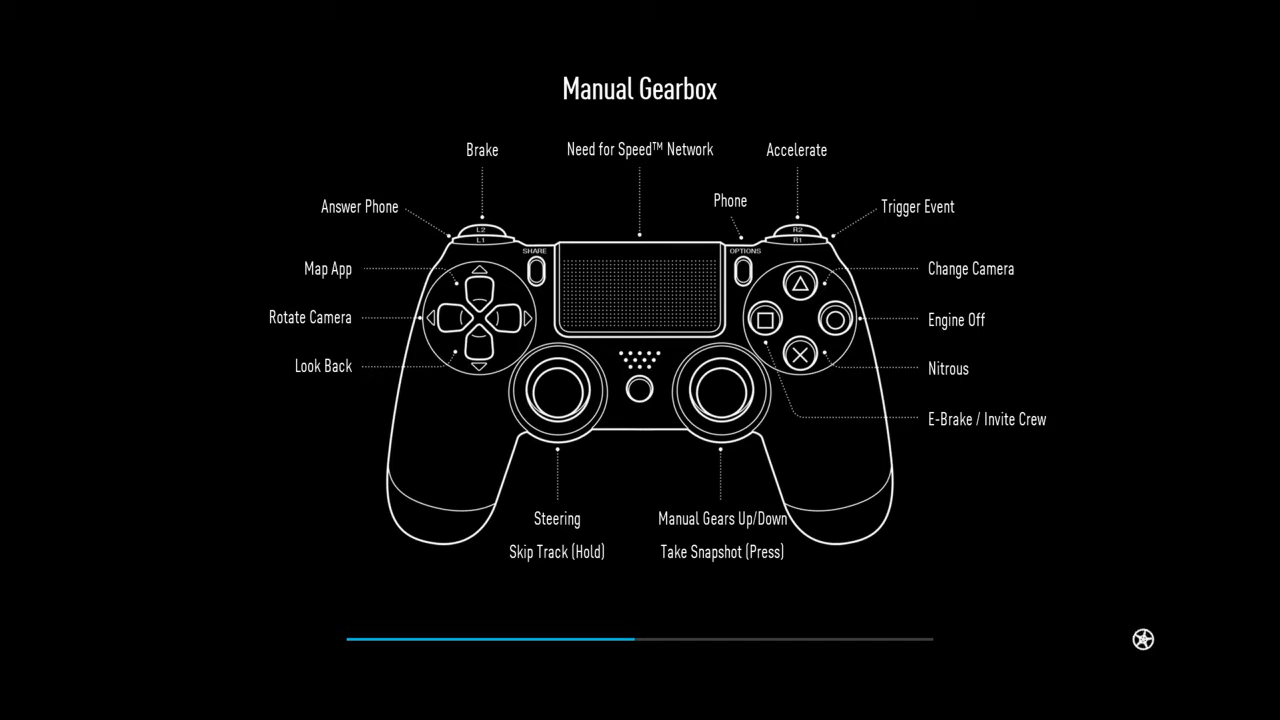 Manual Gearbox
Brake
Need for Speed™ Network
Accelerate
Answer Phone
Phone
Trigger Event
L2
R2
L1
R1
SHARE
OPTIONS
Map App
Change Camera
Rotate Camera
Engine Off
Look Back
Nitrous
E-Brake / Invite Crew
Steering
Manual Gears Up/Down
Skip Track (Hold)
Take Snapshot (Press)